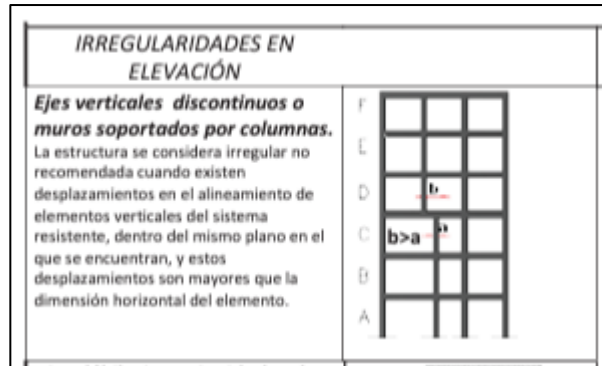 IRREGULARIDADES EN
ELEVACIÓN
Ejes verticales discontinuos o
muros soportados por columnas.
La estructura se considera irregular no
recomendada cuando existen
desplazamientos en el alineamiento de
elementos verticales del sistema
resistente, dentro del mismo plano en el
que se encuentran, y estos
desplazamientos son mayores que la
dimensión horizontal del elemento.
F
E
D
b
C
b>a
a
B
A